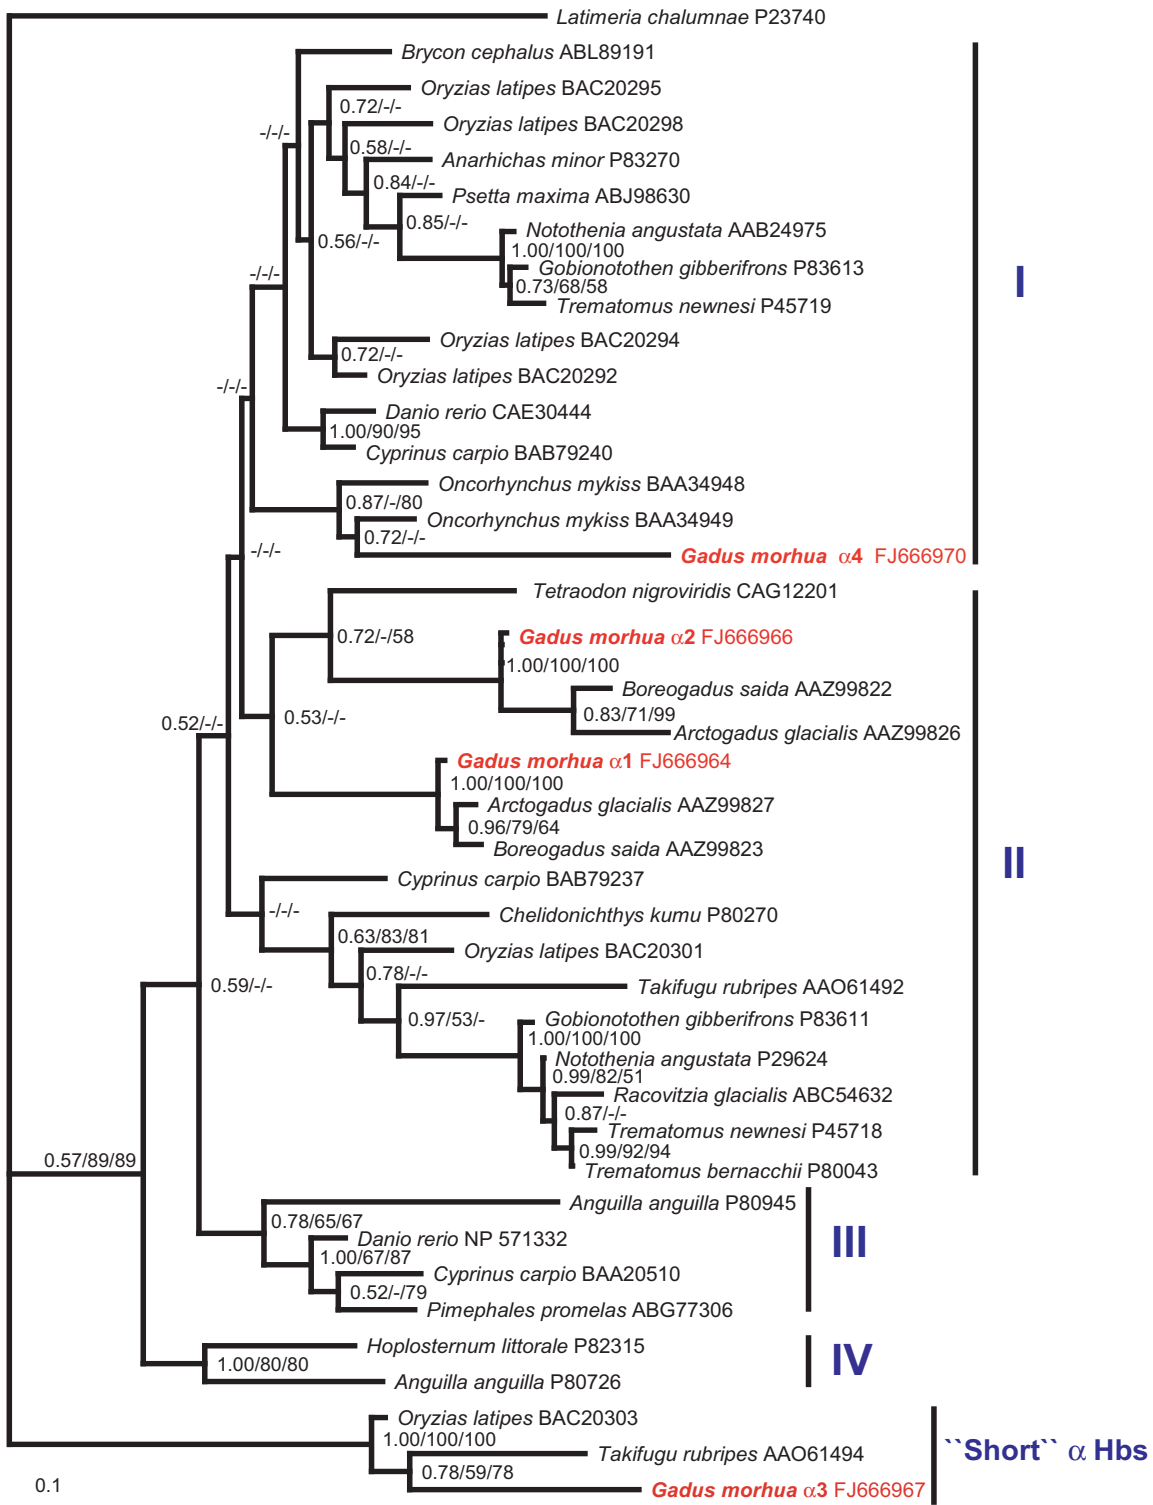 Latimeria chalumnae P23740
Brycon cephalus ABL89191
Oryzias latipes BAC20295
0.72/-/-
Oryzias latipes BAC20298
-/-/-
0.58/-/-
Anarhichas minor P83270
0.84/-/-
Psetta maxima ABJ98630
0.85/-/-
Notothenia angustata AAB24975
0.56/-/-
1.00/100/100
Gobionotothen gibberifrons P83613
-/-/-
0.73/68/58
I
Trematomus newnesi P45719
Oryzias latipes BAC20294
0.72/-/-
Oryzias latipes BAC20292
-/-/-
Danio rerio CAE30444
1.00/90/95
Cyprinus carpio BAB79240
Oncorhynchus mykiss BAA34948
0.87/-/80
Oncorhynchus mykiss BAA34949
0.72/-/-
-/-/-
Gadus morhua α4 FJ666970
Tetraodon nigroviridis CAG12201
0.72/-/58
Gadus morhua α2 FJ666966
1.00/100/100
Boreogadus saida AAZ99822
0.83/71/99
0.53/-/-
0.52/-/-
Arctogadus glacialis AAZ99826
Gadus morhua α1 FJ666964
1.00/100/100
Arctogadus glacialis AAZ99827
0.96/79/64
Boreogadus saida AAZ99823
II
Cyprinus carpio BAB79237
-/-/-
Chelidonichthys kumu P80270
0.63/83/81
Oryzias latipes BAC20301
0.78/-/-
0.59/-/-
Takifugu rubripes AAO61492
0.97/53/-
Gobionotothen gibberifrons P83611
1.00/100/100
Notothenia angustata P29624
0.99/82/51
Racovitzia glacialis ABC54632
0.87/-/-
Trematomus newnesi P45718
0.99/92/94
0.57/89/89
Trematomus bernacchii P80043
Anguilla anguilla P80945
0.78/65/67
Danio rerio NP 571332
III
1.00/67/87
Cyprinus carpio BAA20510
0.52/-/79
Pimephales promelas ABG77306
Hoplosternum littorale P82315
1.00/80/80
IV
Anguilla anguilla P80726
Oryzias latipes BAC20303
1.00/100/100
Takifugu rubripes AAO61494
``Short`` α Hbs
0.78/59/78
0.1
Gadus morhua α3 FJ666967